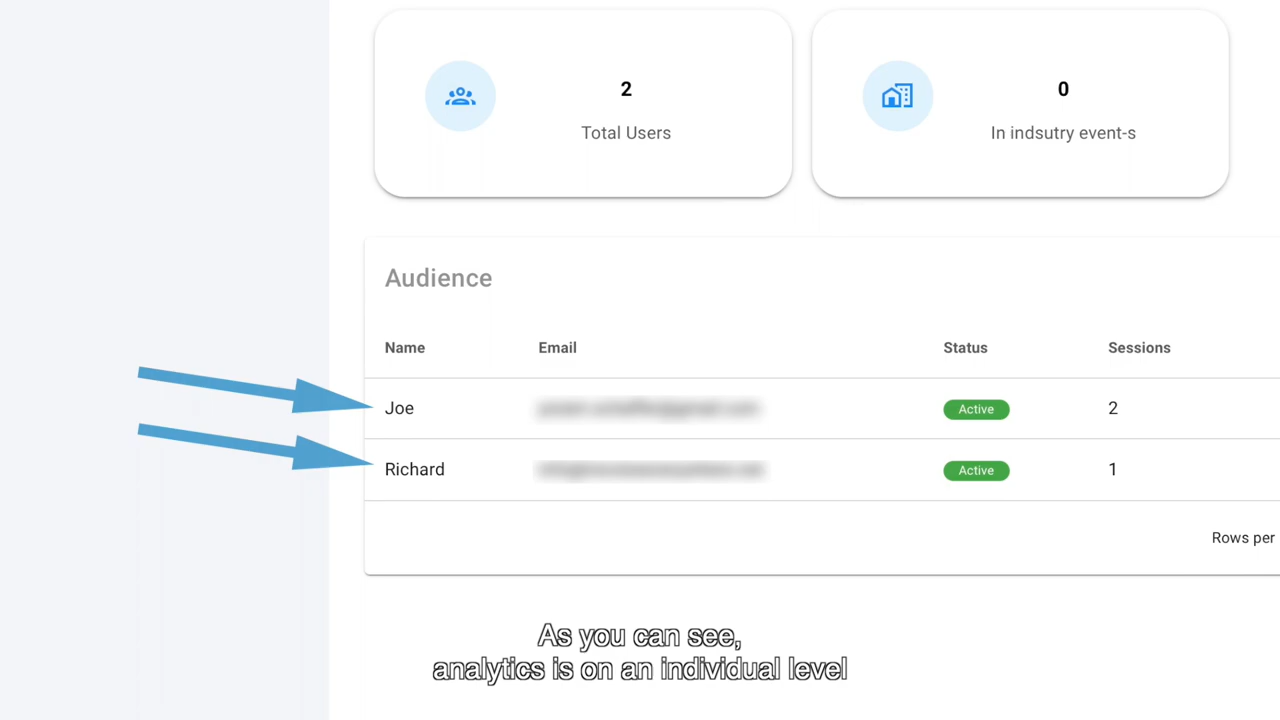 2
Total Users
0
In indsutry event-s
Audience
Name Email Status Sessions
Joe Active 2
Richard Active 1
Rows per
As you can see,
analytics is on an individual level